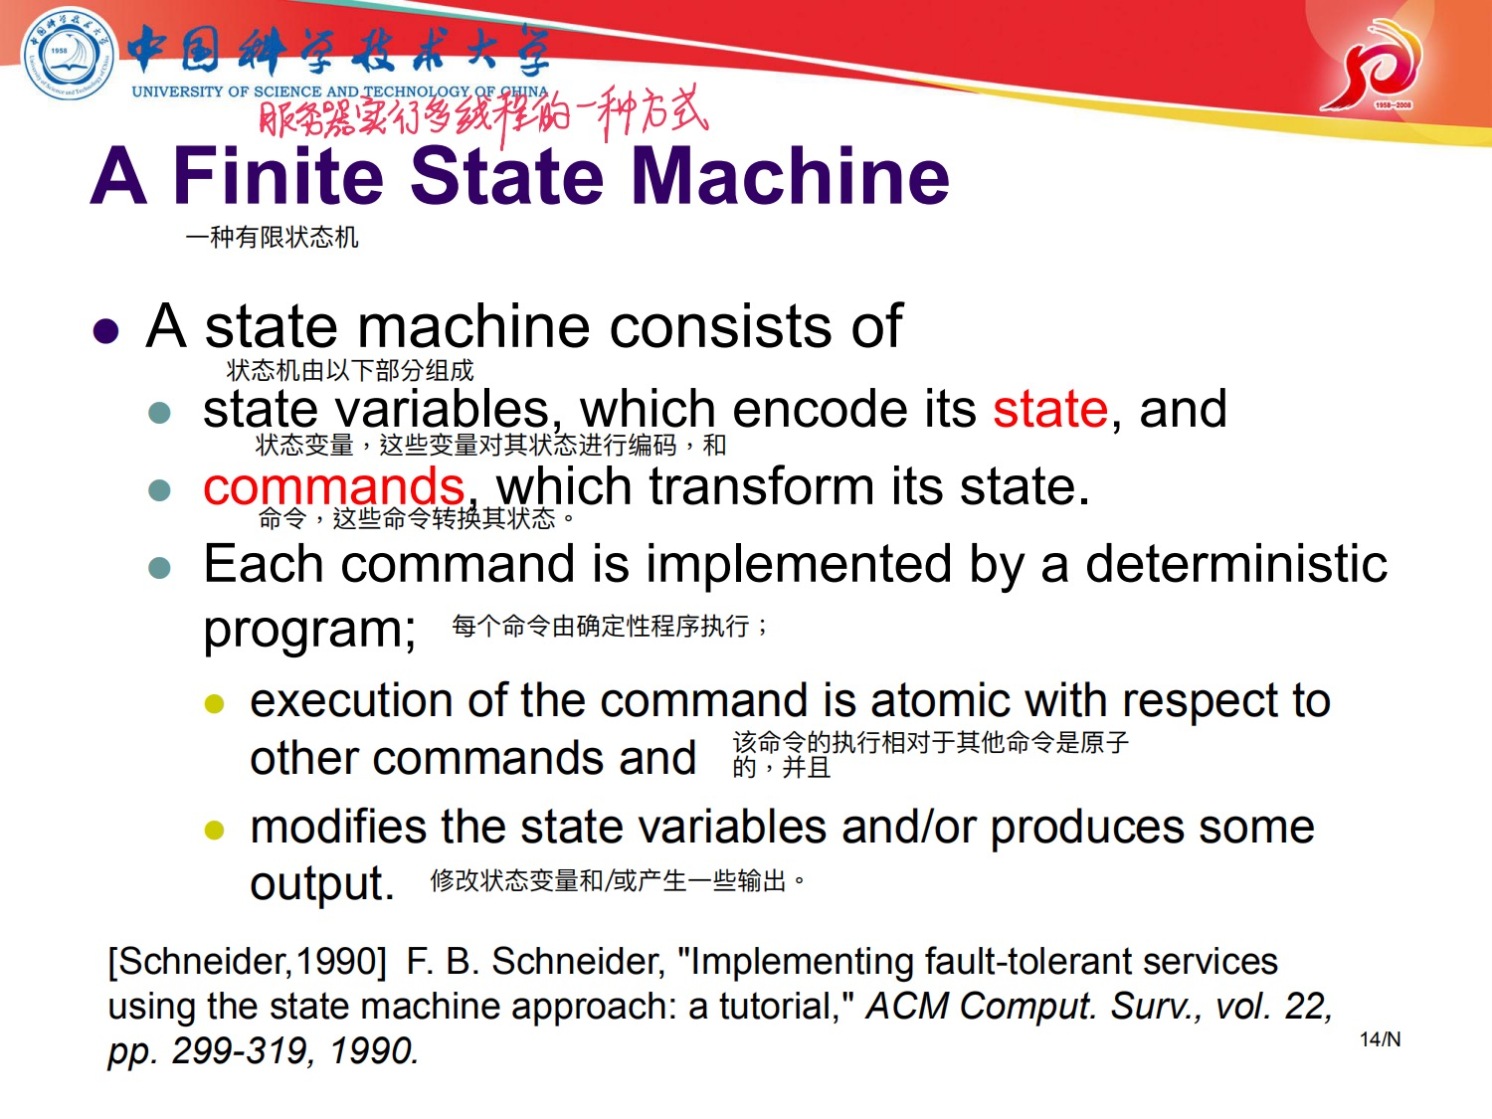 中国科学技术大学
UNIVERSITY OF SCIENCE AND TECHNOLOGY OF CHINA
服务器实行多线程的一种方式
A Finite State Machine
一种有限状态机
A state machine consists of
状态机由以下部分组成
state variables, which encode its state, and
状态变量，这些变量对其状态进行编码，和
commands, which transform its state.
命令，这些命令转换其状态。
Each command is implemented by a deterministic
program; 每个命令由确定性程序执行；
execution of the command is atomic with respect to
other commands and 该命令的执行相对于其他命令是原子
的，并且
modifies the state variables and/or produces some
output. 修改状态变量和/或产生一些输出。
[Schneider,1990] F. B. Schneider, "Implementing fault-tolerant services
using the state machine approach: a tutorial," ACM Comput. Surv., vol. 22,
pp. 299-319, 1990.
14/N
1958
1958—2008